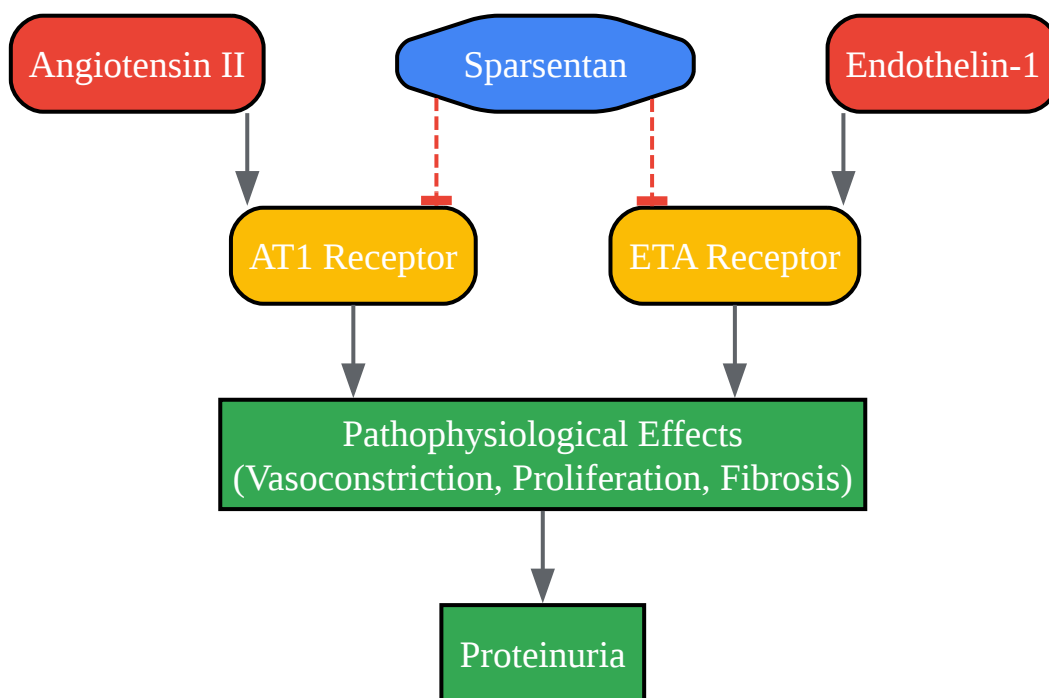 Angiotensin II
Sparsentan
Endothelin-1
AT1 Receptor
ETA Receptor
Pathophysiological Effects
(Vasoconstriction, Proliferation, Fibrosis)
Proteinuria